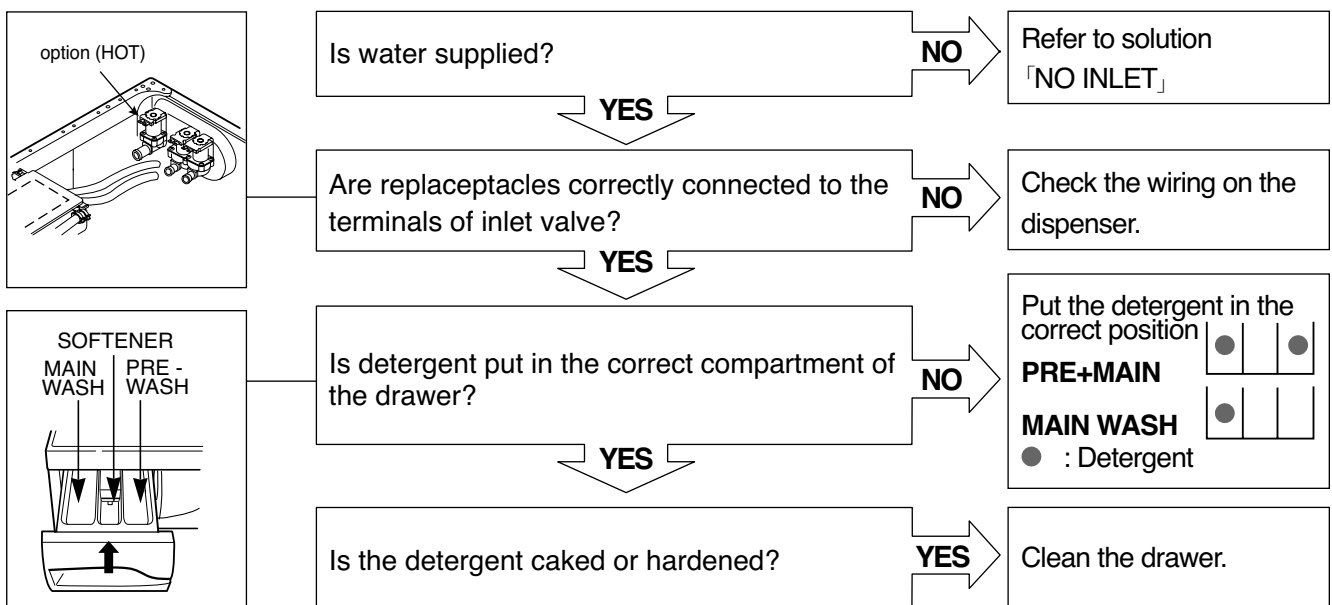 option (HOT)
Is water supplied?
NO
Refer to solution
「NO INLET」
YES
Are replaceptacles correctly connected to the
terminals of inlet valve?
NO
Check the wiring on the
dispenser.
YES
SOFTENER
MAIN
WASH
PRE -
WASH
Is detergent put in the correct compartment of
the drawer?
NO
Put the detergent in the
correct position
PRE+MAIN
MAIN WASH
: Detergent
YES
Is the detergent caked or hardened?
YES
Clean the drawer.